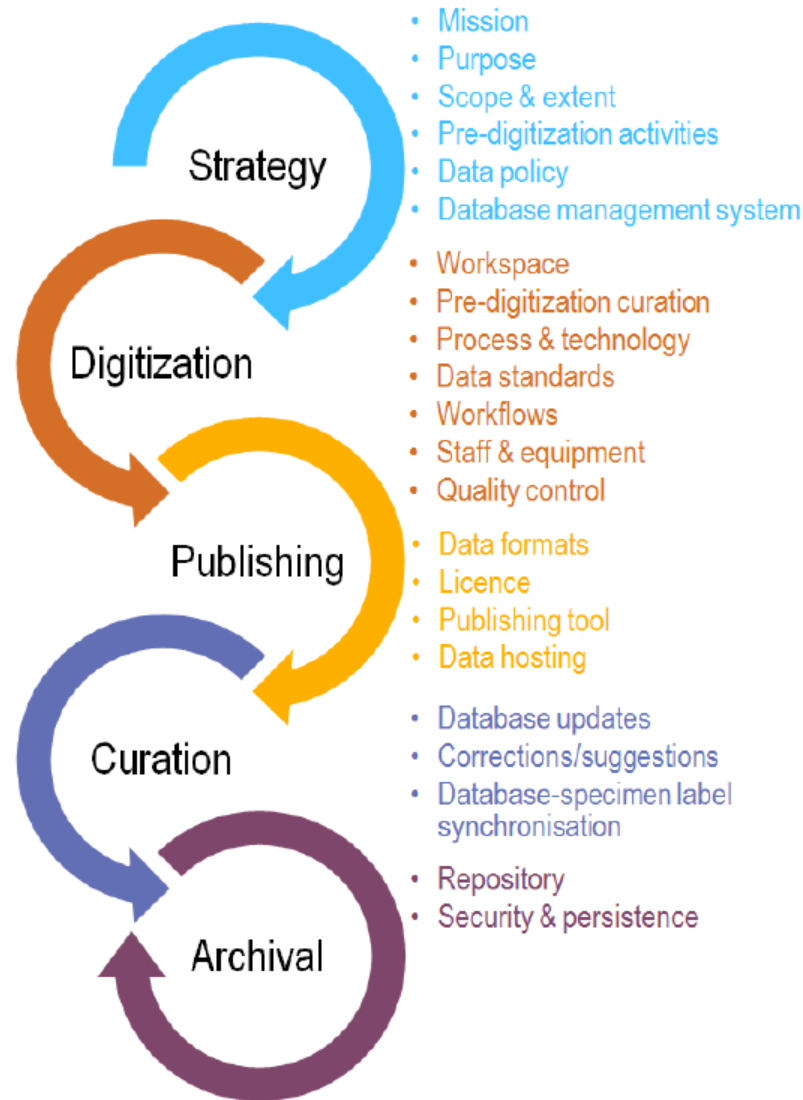 Strategy
• Mission
• Purpose
• Scope & extent
• Pre-digitization activities
• Data policy
• Database management system
Digitization
• Workspace
• Pre-digitization curation
• Process & technology
• Data standards
• Workflows
• Staff & equipment
• Quality control
Publishing
• Data formats
• Licence
• Publishing tool
• Data hosting
Curation
• Database updates
• Corrections/suggestions
• Database-specimen label
synchronisation
Archival
• Repository
• Security & persistence